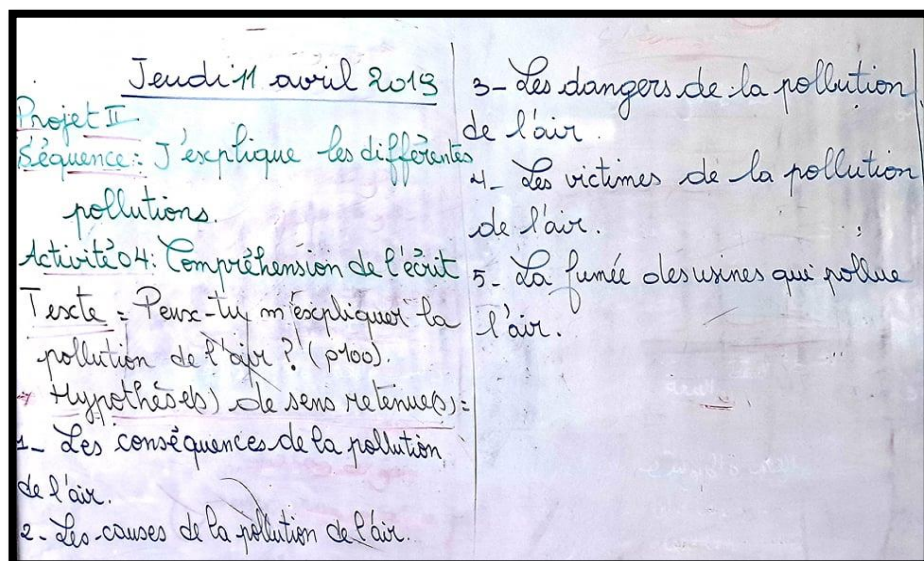 Jeudi 11 avril 2019
Projet II
Séquence : J'explique les différentes
pollutions.
Activité 04 : Compréhension de l'écrit
Texte = Peux-tu m'expliquer la
pollution de l'air ? (p100).
→ Hypothèse(s) de sens retenue(s) =
1- Les conséquences de la pollution
de l'air.
2- Les causes de la pollution de l'air.
3- Les dangers de la pollution
de l'air.
4- Les victimes de la pollution
de l'air.
5- La fumée des usines qui pollue
l'air.